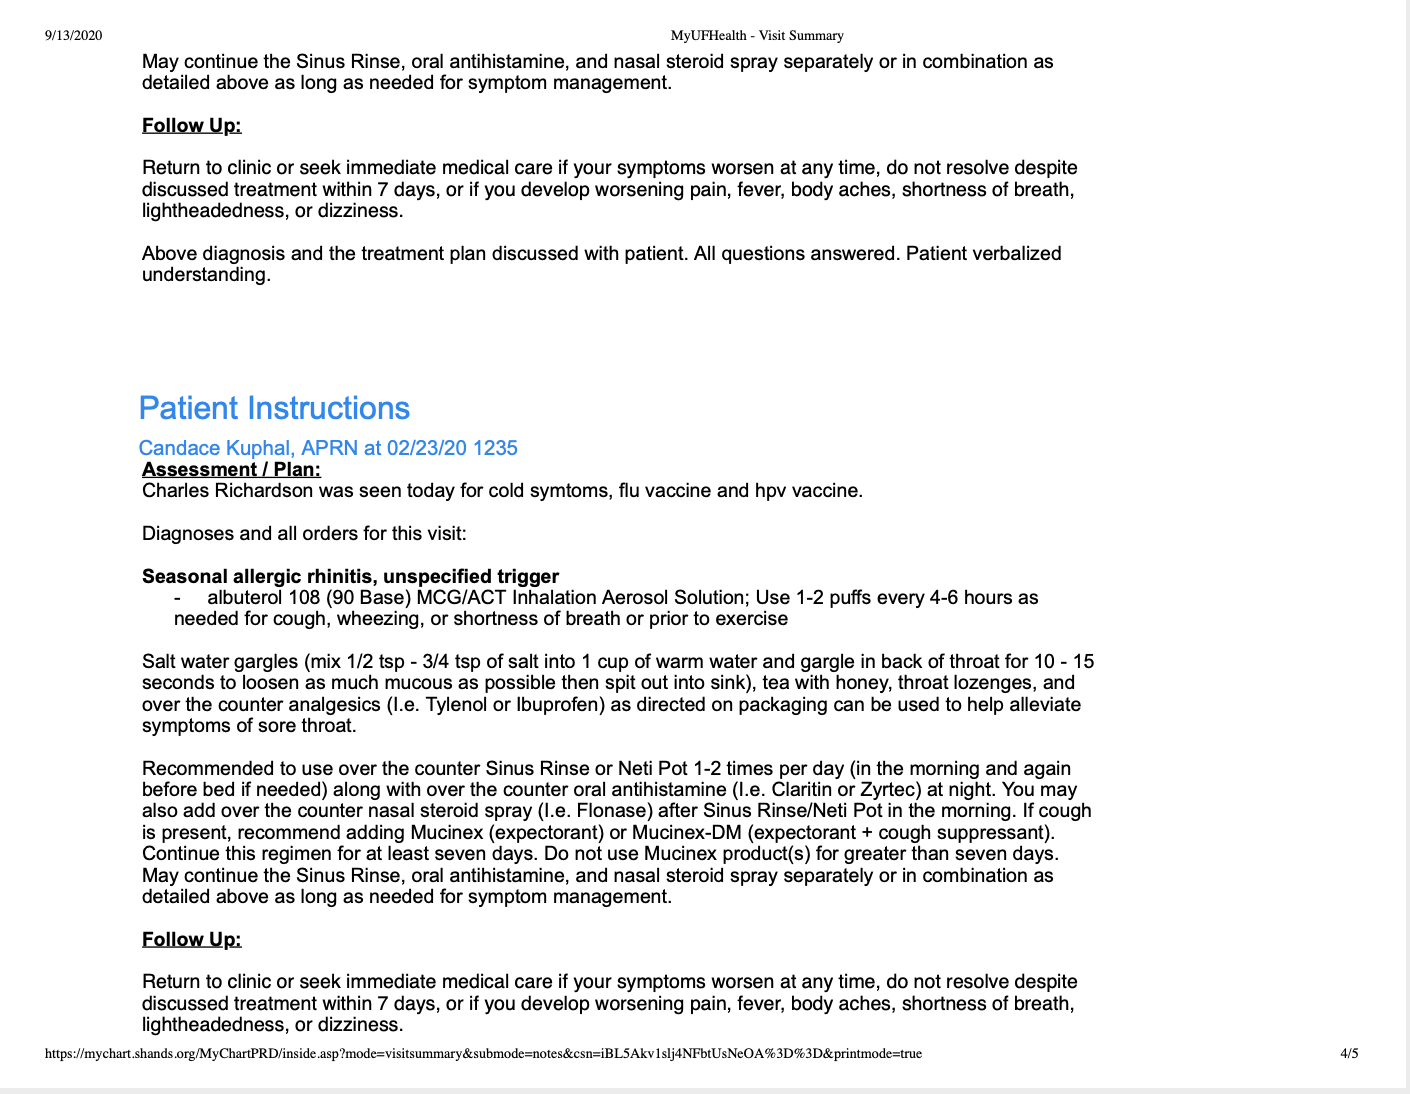 9/13/2020 MyUFHealth - Visit Summary
May continue the Sinus Rinse, oral antihistamine, and nasal steroid spray separately or in combination as
detailed above as long as needed for symptom management.
Follow Up:
Return to clinic or seek immediate medical care if your symptoms worsen at any time, do not resolve despite
discussed treatment within 7 days, or if you develop worsening pain, fever, body aches, shortness of breath,
lightheadedness, or dizziness.
Above diagnosis and the treatment plan discussed with patient. All questions answered. Patient verbalized
understanding.
Patient Instructions
Candace Kuphal, APRN at 02/23/20 1235
Assessment / Plan:
Charles Richardson was seen today for cold symtoms, flu vaccine and hpv vaccine.
Diagnoses and all orders for this visit:
Seasonal allergic rhinitis, unspecified trigger
- albuterol 108 (90 Base) MCG/ACT Inhalation Aerosol Solution; Use 1-2 puffs every 4-6 hours as
needed for cough, wheezing, or shortness of breath or prior to exercise
Salt water gargles (mix 1/2 tsp - 3/4 tsp of salt into 1 cup of warm water and gargle in back of throat for 10 - 15
seconds to loosen as much mucous as possible then spit out into sink), tea with honey, throat lozenges, and
over the counter analgesics (I.e. Tylenol or Ibuprofen) as directed on packaging can be used to help alleviate
symptoms of sore throat.
Recommended to use over the counter Sinus Rinse or Neti Pot 1-2 times per day (in the morning and again
before bed if needed) along with over the counter oral antihistamine (I.e. Claritin or Zyrtec) at night. You may
also add over the counter nasal steroid spray (I.e. Flonase) after Sinus Rinse/Neti Pot in the morning. If cough
is present, recommend adding Mucinex (expectorant) or Mucinex-DM (expectorant + cough suppressant).
Continue this regimen for at least seven days. Do not use Mucinex product(s) for greater than seven days.
May continue the Sinus Rinse, oral antihistamine, and nasal steroid spray separately or in combination as
detailed above as long as needed for symptom management.
Follow Up:
Return to clinic or seek immediate medical care if your symptoms worsen at any time, do not resolve despite
discussed treatment within 7 days, or if you develop worsening pain, fever, body aches, shortness of breath,
lightheadedness, or dizziness.
https://mychart.shands.org/MyChartPRD/inside.asp?mode=visitsummary&submode=notes&csn=iBL5Akv1slj4NFbtUsNeOA%3D%3D&printmode=true 4/5